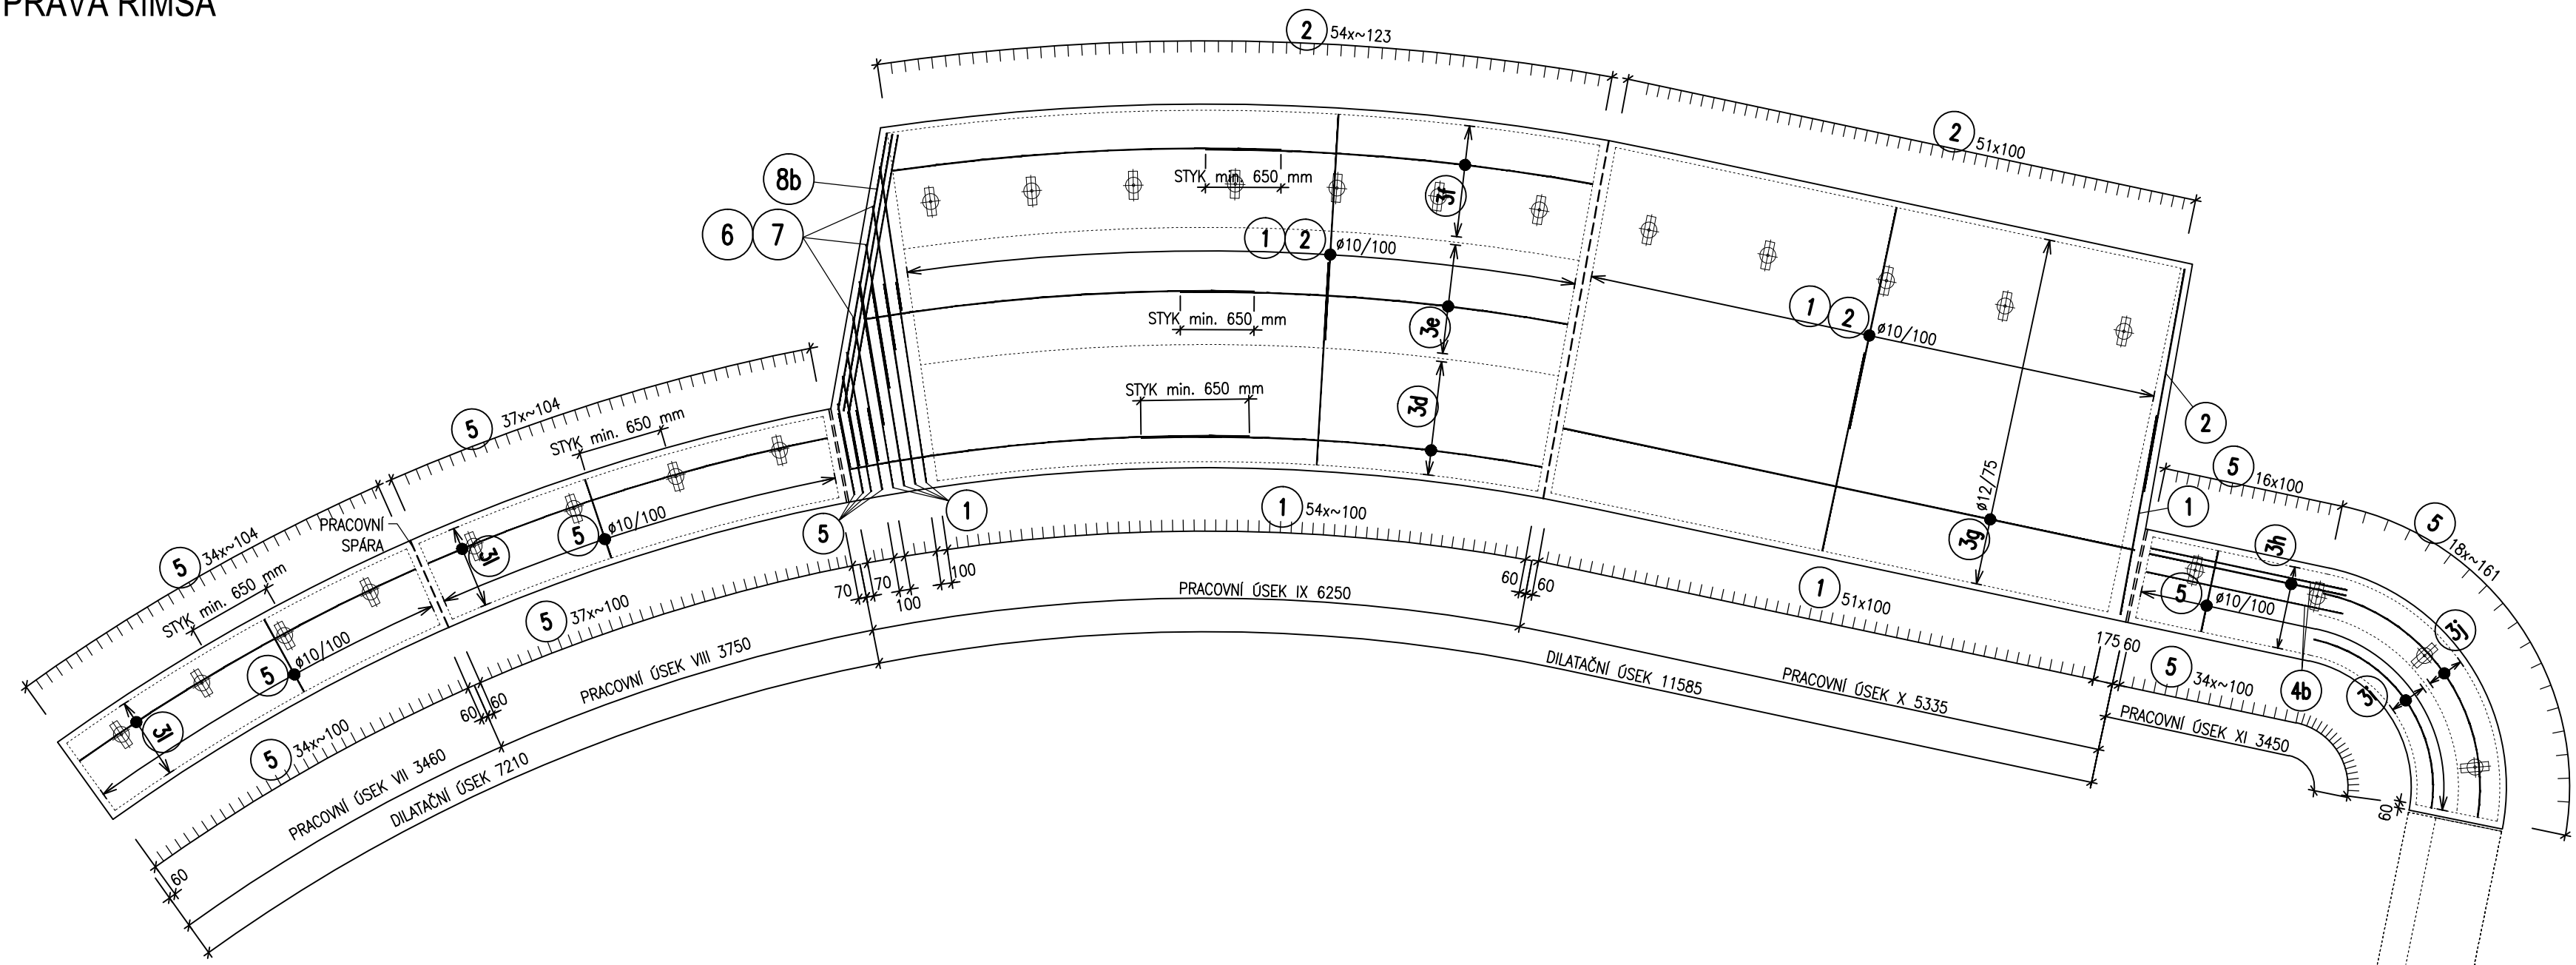 PRAVÁ ŘÍMSA
2 54x~123
2 51x100
8b
6 7
STYK min. 650 mm
3f
1 2 ø10/100
3e
STYK min. 650 mm
STYK min. 650 mm
3d
1 2 ø10/100
ø12/75
3g
2
1
5 37x~104
STYK min. 650 mm
5 34x~104
STYK min. 650 mm
PRACOVNÍ
SPÁRA
5 ø10/100
3l
5 ø10/100
3l
5
1
1 54x~100
5 16x100
5 18x~161
3h
5 ø10/100
3j
3i
4b
70
70
100
100
60
60
5 37x~100
1 51x100
175
60
5 34x~100
60
60
60
5 34x~100
60
PRACOVNÍ ÚSEK VII 3460
PRACOVNÍ ÚSEK VIII 3750
PRACOVNÍ ÚSEK IX 6250
PRACOVNÍ ÚSEK X 5335
PRACOVNÍ ÚSEK XI 3450
DILATAČNÍ ÚSEK 7210
DILATAČNÍ ÚSEK 11585